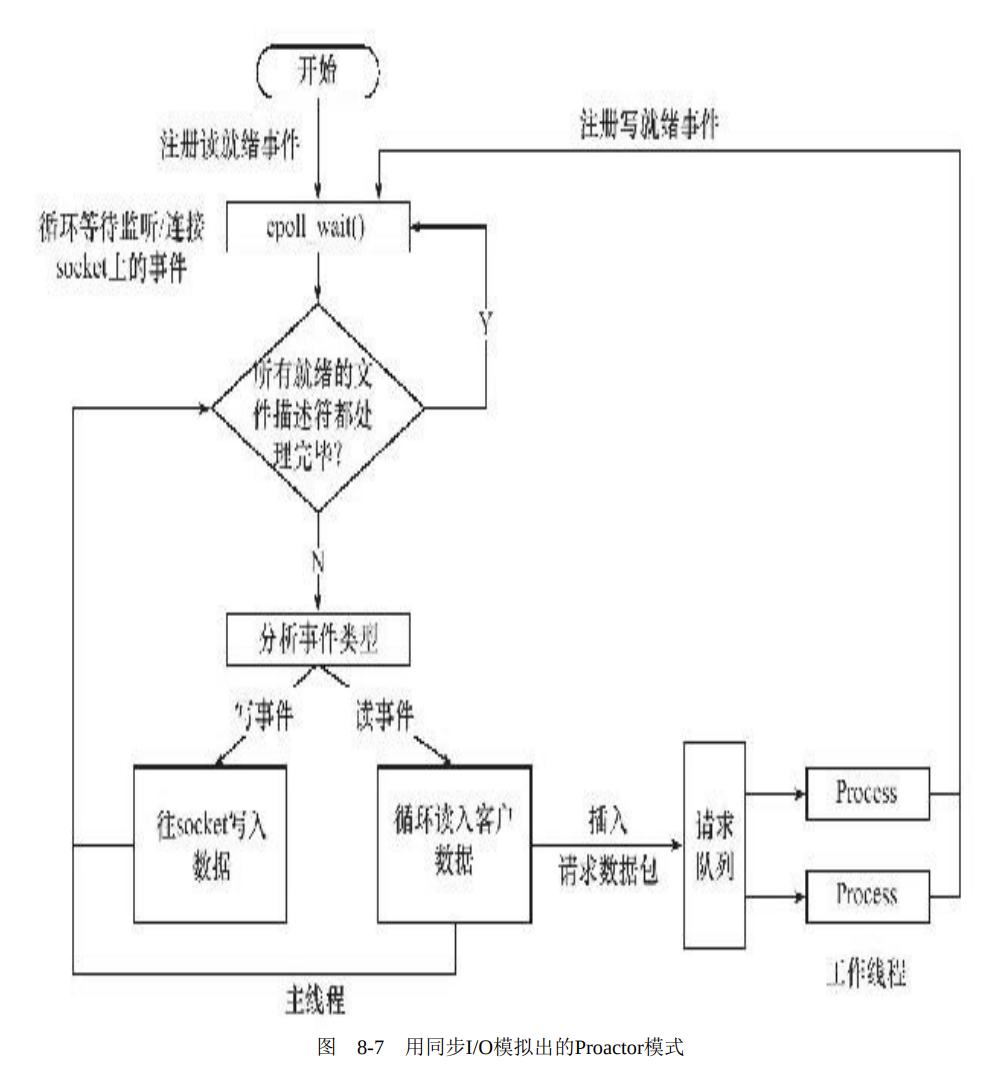 开始
注册读就绪事件
注册写就绪事件
循环等待监听/连接
socket上的事件
epoll_wait()
Y
所有就绪的文
件描述符都处
理完毕?
N
分析事件类型
写事件
读事件
往socket写入
数据
循环读入客户
数据
插入
请求数据包
请求
队列
Process
Process
工作线程
主线程
图 8-7 用同步I/O模拟出的Proactor模式